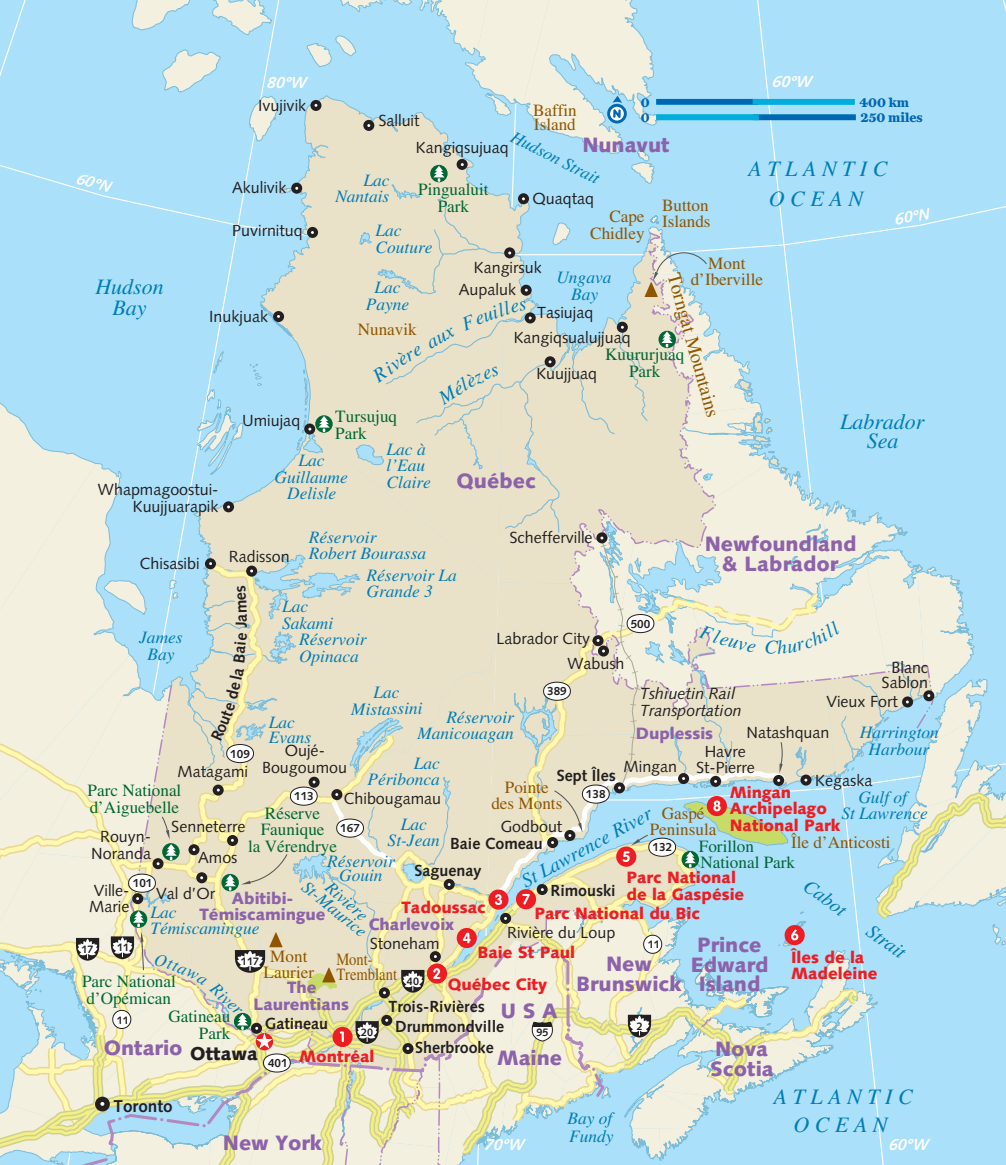 80°W
60°W
Ivujivik
Salluit
Baffin
Island
0
400 km
0
250 miles
N
Nunavut
Kangiqsujuaq
Hudson Strait
ATLANTIC
OCEAN
60°N
Akulivik
Lac
Nantais
Pingualuit
Park
Quaqtaq
Button
Islands
Cape
Chidley
60°N
Puvirnituq
Lac
Couture
Kangirsuk
Mont
d'Iberville
Hudson
Bay
Lac
Payne
Aupaluk
Ungava
Bay
Torngat Mountains
Inukjuak
Nunavik
Rivère aux Feuilles
Tasiujaq
Kangiqsualujjuaq
Kuururjuaq
Park
Mélèzes
Kuujjuaq
Umiujaq
Tursujuq
Park
Labrador
Sea
Lac
Guillaume
Delisle
Lac à
l'Eau
Claire
Québec
Whapmagoostui-
Kuujjuarapik
Schefferville
Newfoundland
& Labrador
Chisasibi
Radisson
Réservoir
Robert Bourassa
Réservoir La
Grande 3
Route de la Baie James
Lac
Sakami
Réservoir
Opinaca
James
Bay
500
Fleuve Churchill
Labrador City
Wabush
Blanc
Sablon
Vieux Fort
389
Tshiuetin Rail
Transportation
Lac
Mistassini
Réservoir
Manicouagan
Duplessis
Natashquan
Harrington
Harbour
Lac
Evans
109
Oujé-
Bougoumou
Havre
St-Pierre
Mingan
Kegaska
Matagami
Lac
Péribonca
Sept Îles
138
113
Chibougamau
Pointe
des Monts
8
Mingan
Archipelago
National Park
Gulf of
St Lawrence
Parc National
d'Aiguebelle
Senneterre
Réserve
Faunique
la Vérendrye
167
Lac
St-Jean
Godbout
Baie Comeau
St Lawrence River
Gaspé
Peninsula
132
Île d'Anticosti
Forillon
National Park
Rouyn-
Noranda
Amos
Réservoir
Gouin
Saguenay
5
Parc National
de la Gaspésie
101
Val d'Or
Ville-
Marie
Abitibi-
Témiscamingue
Rivière
St-Maurice
3
Tadoussac
7
Rimouski
Parc National du Bic
Cabot
Strait
Lac
Témiscamingue
Charlevoix
Rivière du Loup
17
11
117
Mont
Laurier
Stoneham
4
Baie St Paul
11
6
Îles de la
Madeleine
Prince
Edward
Island
New
Brunswick
Ottawa River
Mont-
Tremblant
40
2
Québec City
Parc National
d'Opémican
The
Laurentians
Trois-Rivières
USA
11
Gatineau
Park
Gatineau
Drummondville
95
2
Ontario
Ottawa
1
Montréal
20
Sherbrooke
Maine
Nova
Scotia
401
Toronto
ATLANTIC
OCEAN
Bay of
Fundy
New York
70°W
60°W